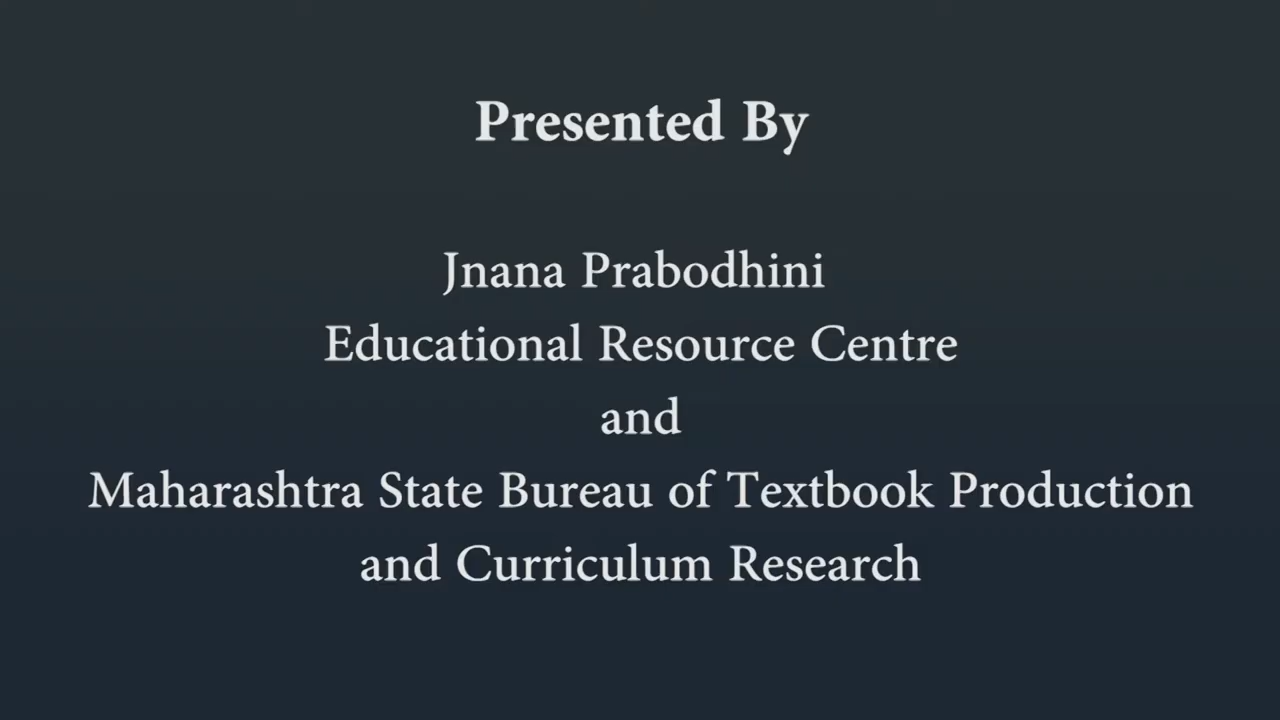 Presented By
Jnana Prabodhini
Educational Resource Centre
and
Maharashtra State Bureau of Textbook Production
and Curriculum Research